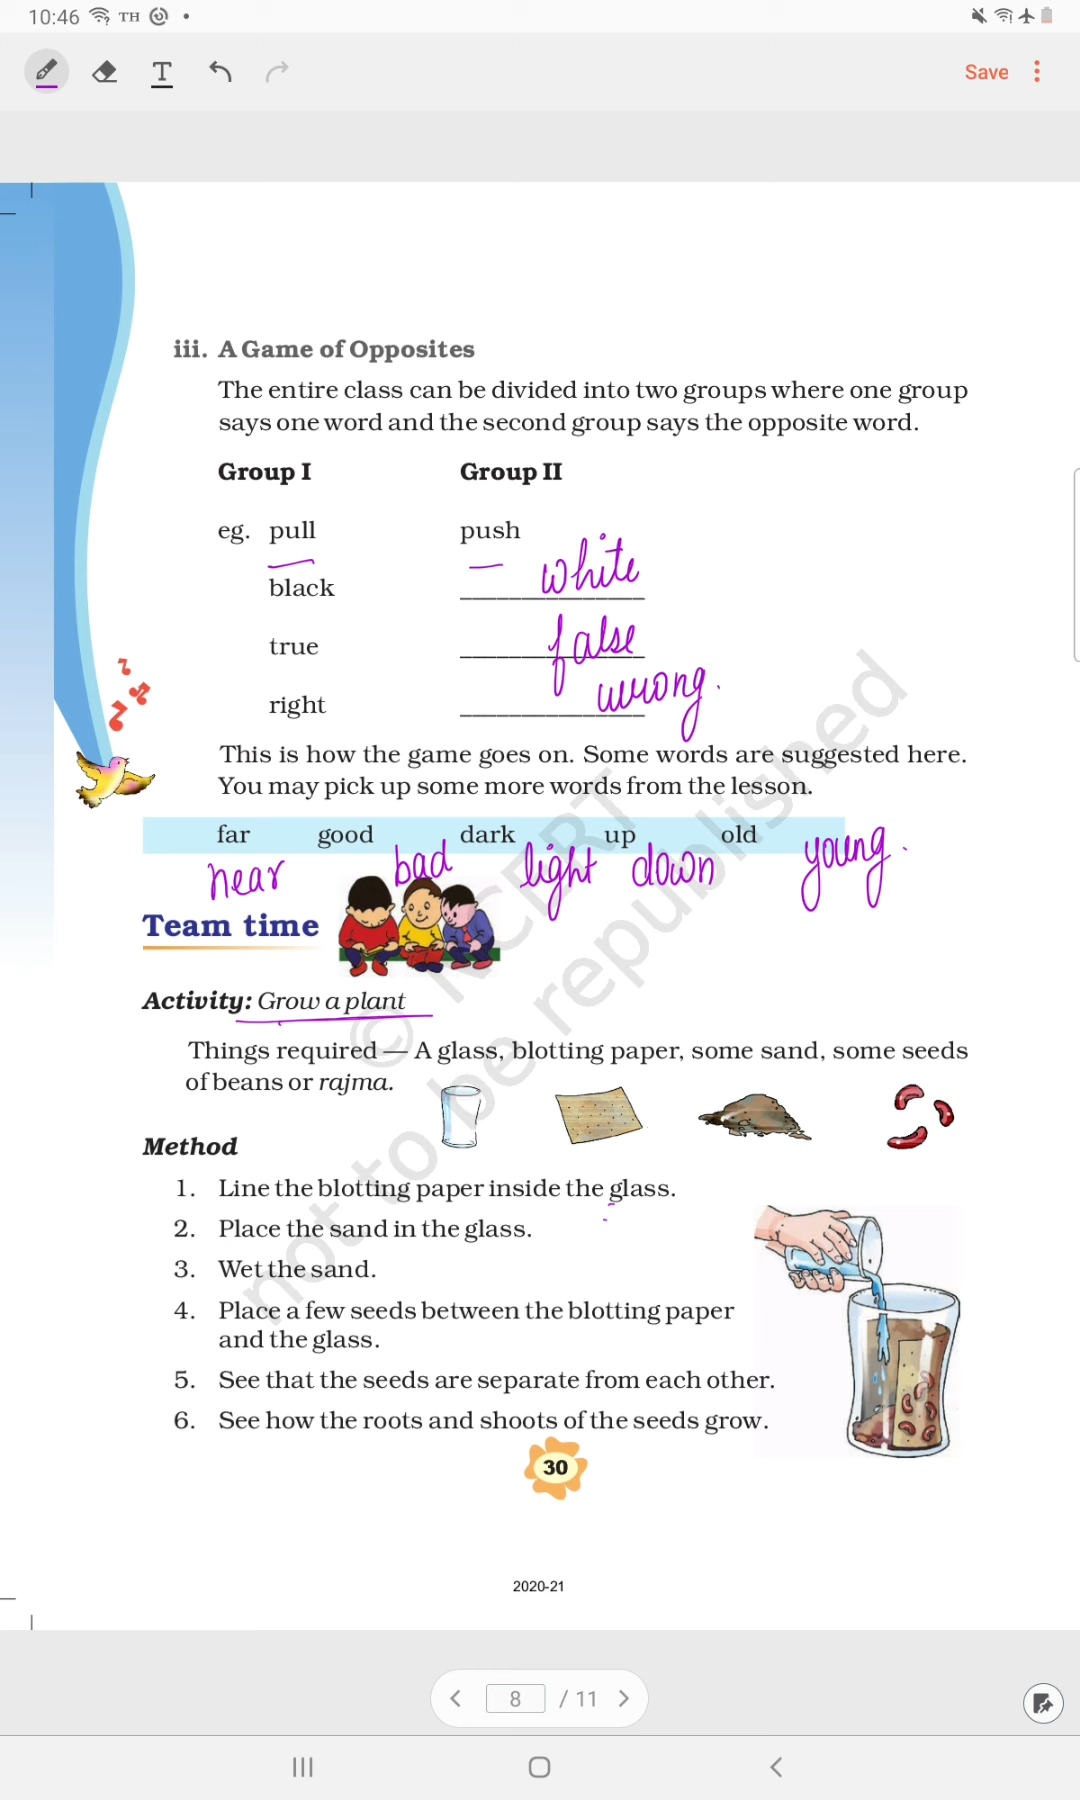 10:46 TH
Save
iii. A Game of Opposites
The entire class can be divided into two groups where one group
says one word and the second group says the opposite word.
Group I Group II
eg. pull push
black white
true false
right wrong.
This is how the game goes on. Some words are suggested here.
You may pick up some more words from the lesson.
far good dark up old
near bad light down young.
Team time
Activity: Grow a plant
Things required — A glass, blotting paper, some sand, some seeds
of beans or rajma.
Method
1. Line the blotting paper inside the glass.
2. Place the sand in the glass.
3. Wet the sand.
4. Place a few seeds between the blotting paper
and the glass.
5. See that the seeds are separate from each other.
6. See how the roots and shoots of the seeds grow.
30
© NCERT
not to be republished
2020-21
8 / 11